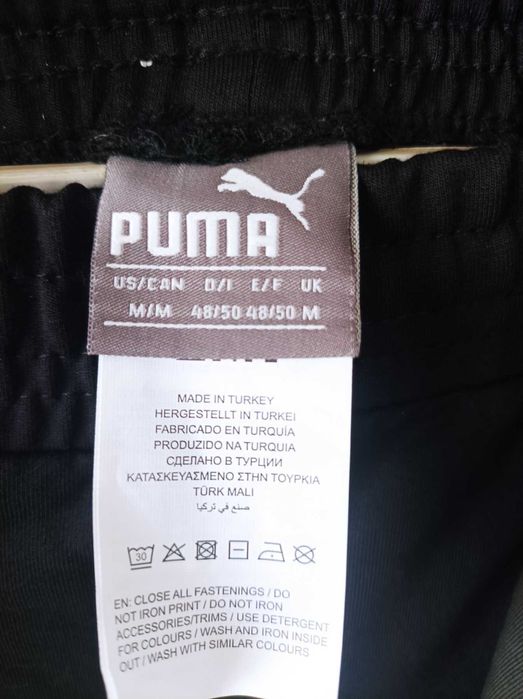 PUMA
US/CAN D/I E/F UK
M/M 48/50 48/50 M
MADE IN TURKEY
HERGESTELLT IN TURKEI
FABRICADO EN TURQUÍA
PRODUZIDO NA TURQUIA
СДЕЛАНО В ТУРЦИИ
ΚΑΤΑΣΚΕΥΑΣΜΕΝΟ ΣΤΗΝ ΤΟΥΡΚΙΑ
TÜRK MALI
صنع في تركيا
30
EN: CLOSE ALL FASTENINGS / DO
NOT IRON PRINT / DO NOT IRON
ACCESSORIES/TRIMS / USE DETERGENT
FOR COLOURS / WASH AND IRON INSIDE
OUT / WASH WITH SIMILAR COLOURS